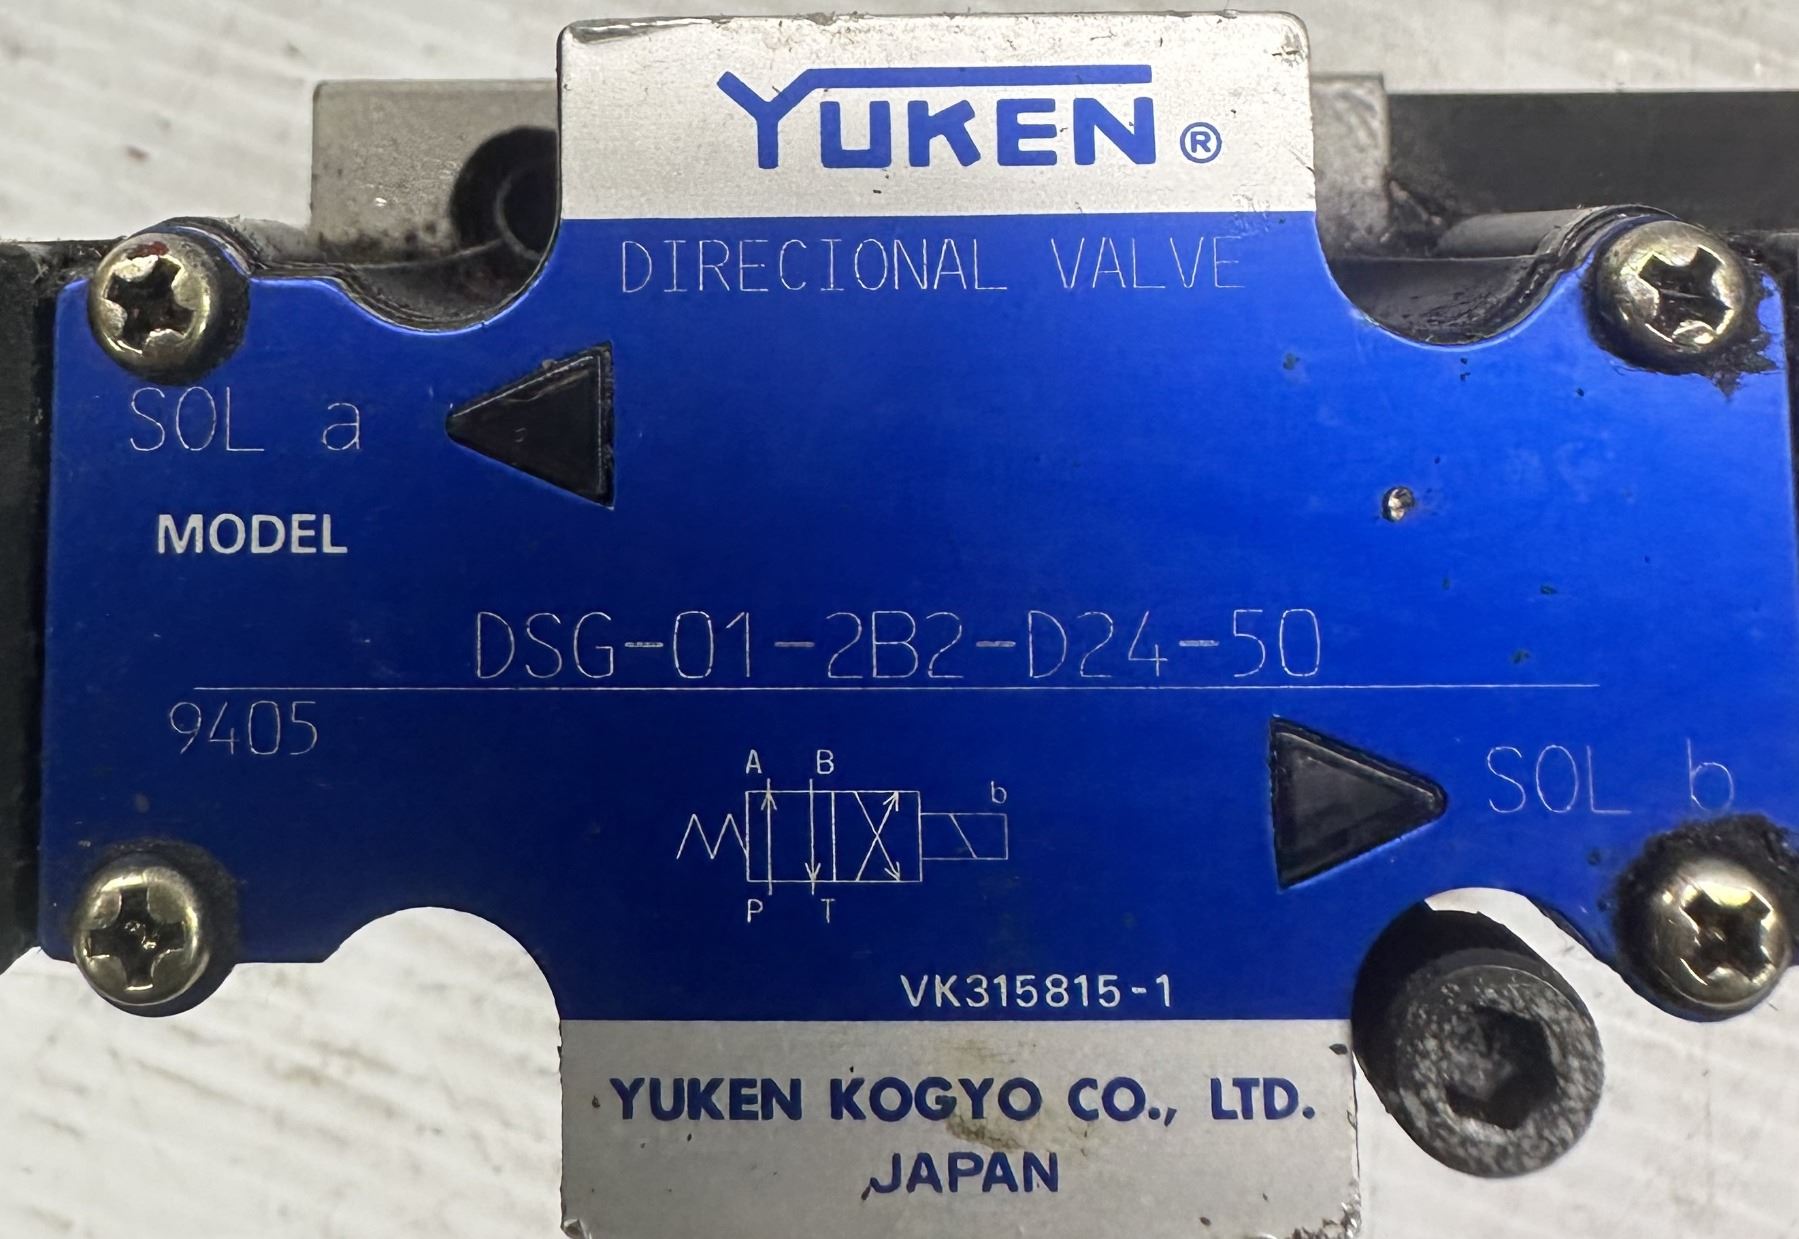 YUKEN®
DIRECIONAL VALVE
SOL a
MODEL
DSG-01-2B2-D24-50
9405
A B
b
SOL b
P T
VK315815-1
YUKEN KOGYO CO., LTD.
JAPAN